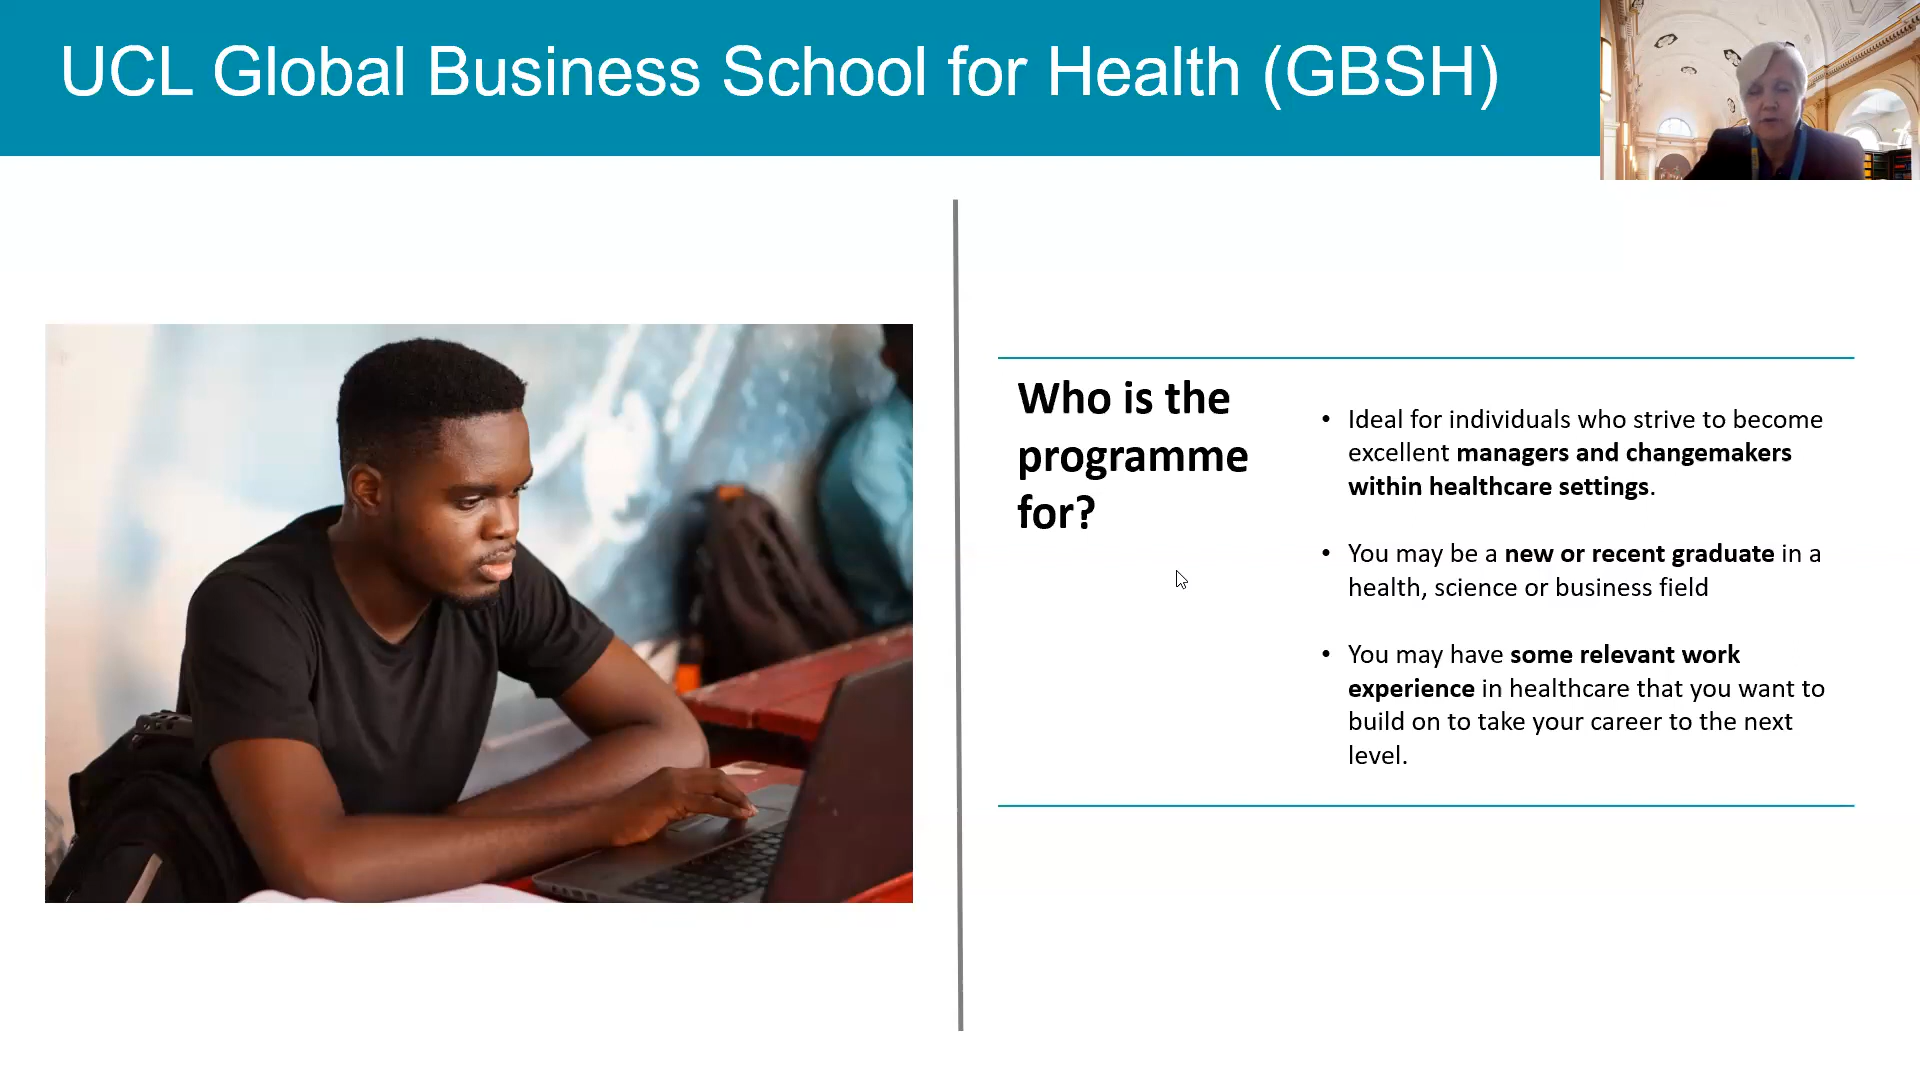 UCL Global Business School for Health (GBSH)
Who is the
programme
for?
• Ideal for individuals who strive to become
excellent managers and changemakers
within healthcare settings.
• You may be a new or recent graduate in a
health, science or business field
• You may have some relevant work
experience in healthcare that you want to
build on to take your career to the next
level.